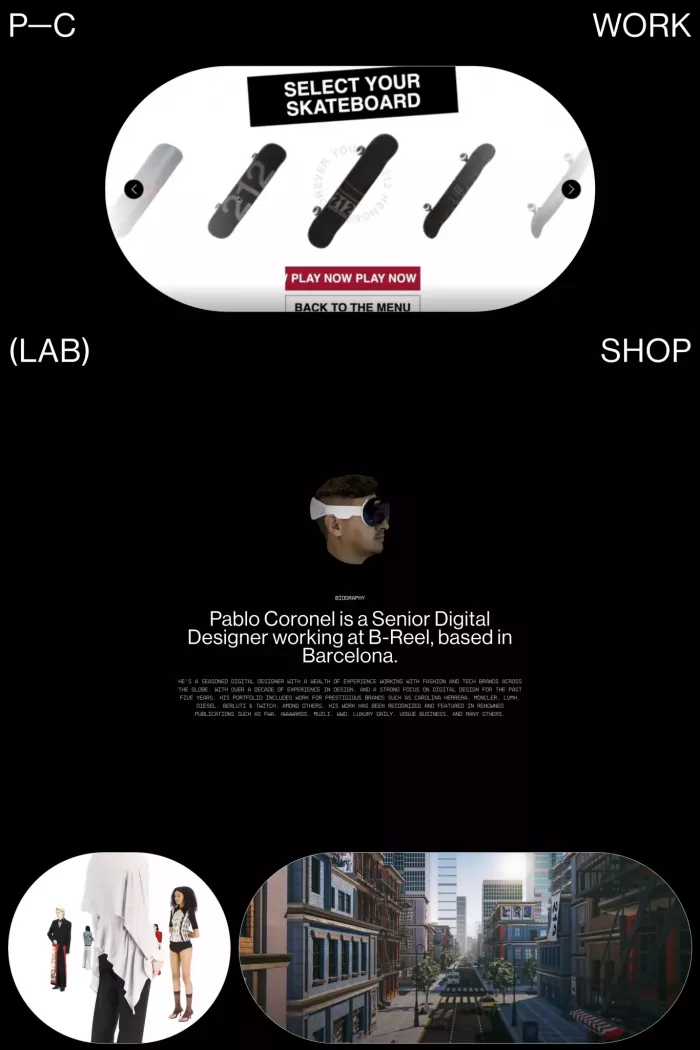 P—C
WORK
SELECT YOUR
SKATEBOARD
212
PLAY NOW PLAY NOW
BACK TO THE MENU
(LAB)
SHOP
BIOGRAPHY
Pablo Coronel is a Senior Digital
Designer working at B-Reel, based in
Barcelona.
HE'S A SEASONED DIGITAL DESIGNER WITH A WEALTH OF EXPERIENCE WORKING WITH FASHION AND TECH BRANDS ACROSS
THE GLOBE. WITH OVER A DECADE OF EXPERIENCE IN DESIGN. AND A STRONG FOCUS ON DIGITAL DESIGN FOR THE PAST
FIVE YEARS. HIS PORTFOLIO INCLUDES WORK FOR PRESTIGIOUS BRANDS SUCH AS CAROLINA HERRERA. MONCLER. LVMH.
DIESEL. BERLUTI & TWITCH. AMONG OTHERS. HIS WORK HAS BEEN RECOGNIZED AND FEATURED IN RENOWNED
PUBLICATIONS SUCH AS FWA. AWWWARDS. MUZLI. WWD. LUXURY DAILY. VOGUE BUSINESS. AND MANY OTHERS.